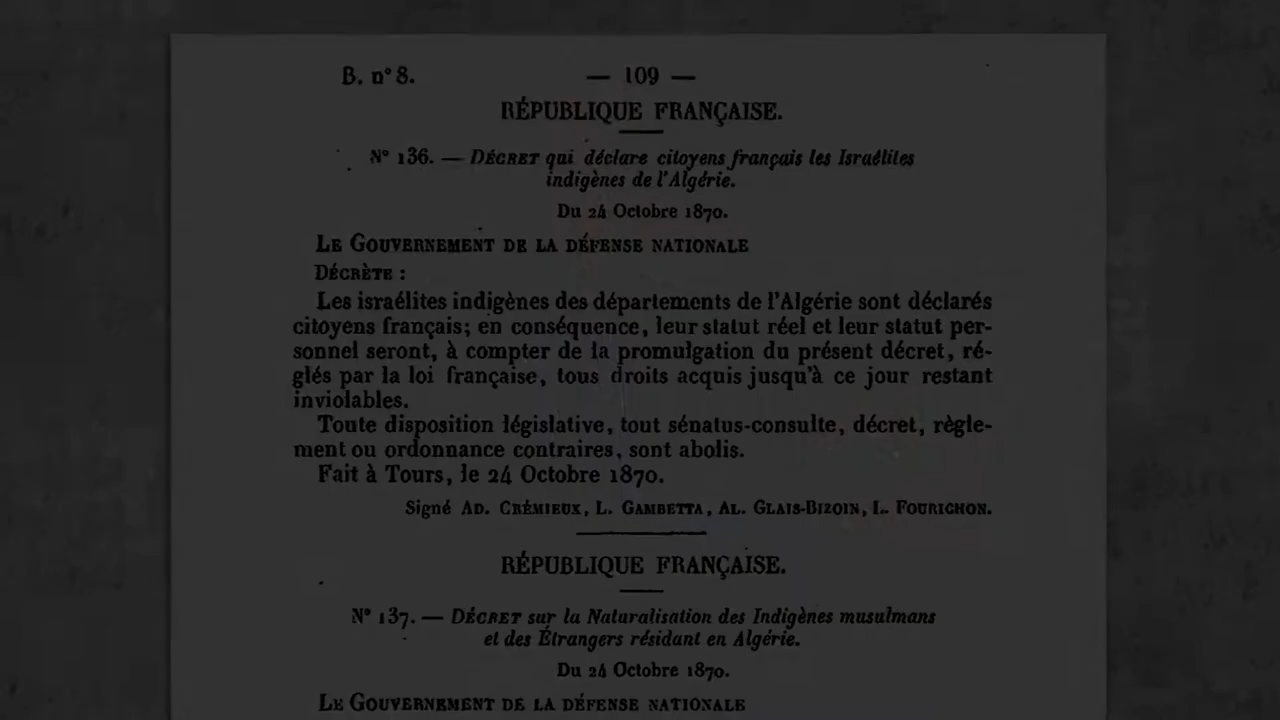 B. n° 8.
— 109 —
RÉPUBLIQUE FRANÇAISE.
N° 136. — DÉCRET qui déclare citoyens français les Israélites
indigènes de l'Algérie.
Du 24 Octobre 1870.
LE GOUVERNEMENT DE LA DÉFENSE NATIONALE
DÉCRÈTE :
Les israélites indigènes des départements de l'Algérie sont déclarés
citoyens français; en conséquence, leur statut réel et leur statut per-
sonnel seront, à compter de la promulgation du présent décret, ré-
glés par la loi française, tous droits acquis jusqu'à ce jour restant
inviolables.
Toute disposition législative, tout sénatus-consulte, décret, règle-
ment ou ordonnance contraires, sont abolis.
Fait à Tours, le 24 Octobre 1870.
Signé AD. CRÉMIEUX, L. GAMBETTA, AL. GLAIS-BIZOIN, L. FOURICHON.
RÉPUBLIQUE FRANÇAISE.
N° 137. — DÉCRET sur la Naturalisation des Indigènes musulmans
et des Étrangers résidant en Algérie.
Du 24 Octobre 1870.
LE GOUVERNEMENT DE LA DÉFENSE NATIONALE